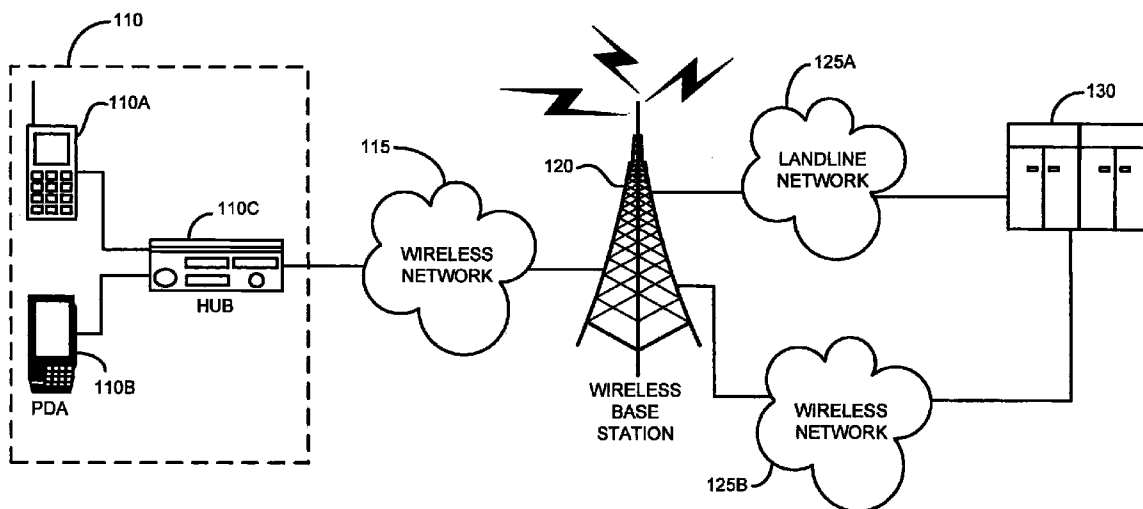 110
110A
110C
HUB
110B
PDA
115
WIRELESS
NETWORK
120
WIRELESS
BASE
STATION
125A
LANDLINE
NETWORK
130
WIRELESS
NETWORK
125B